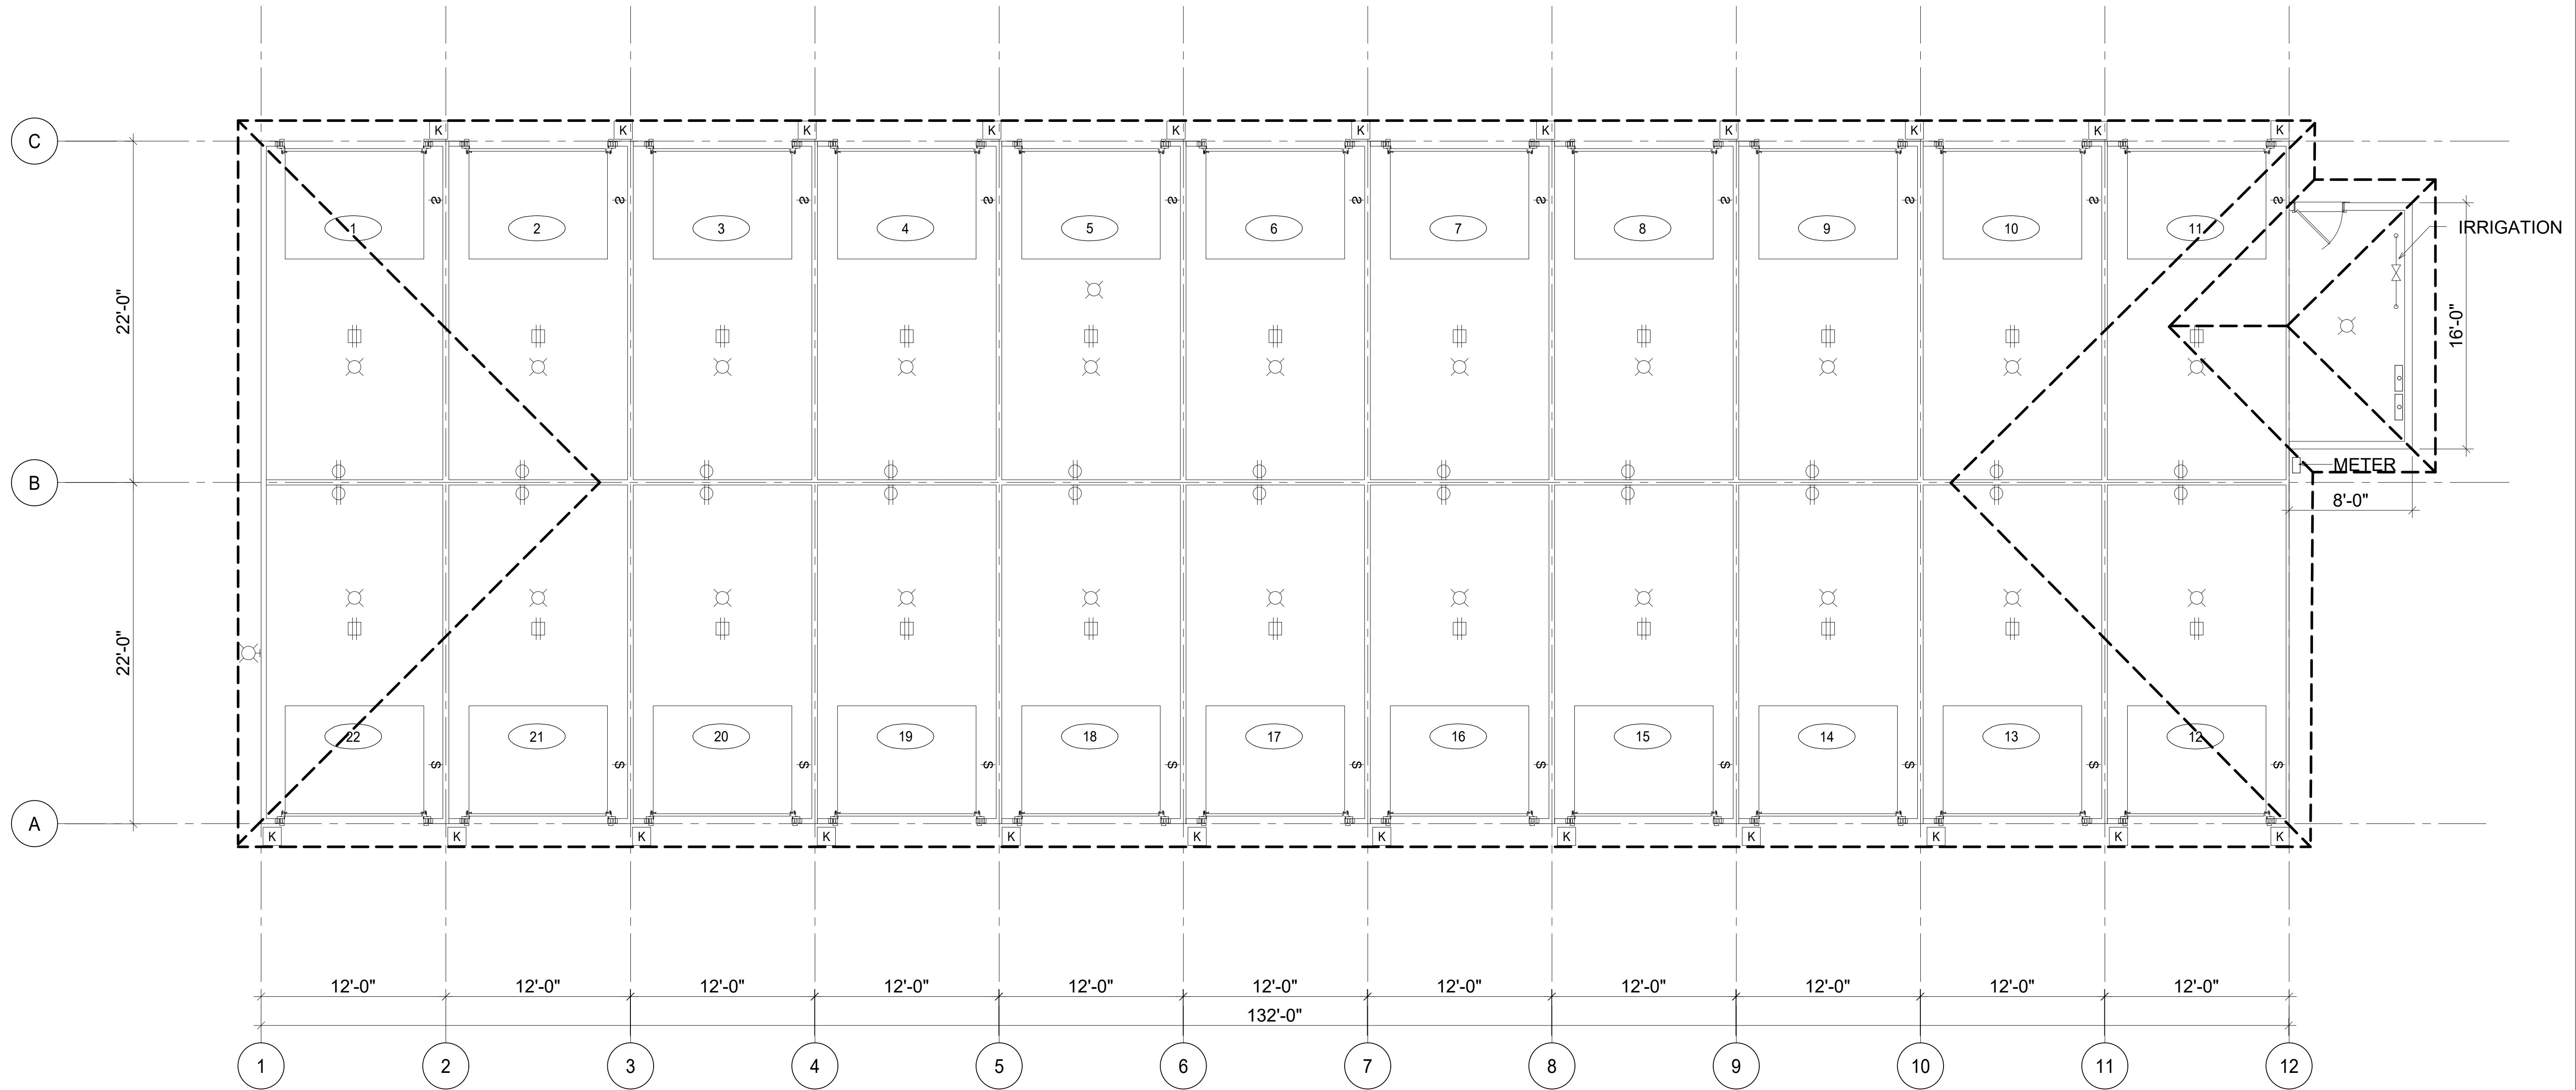 K K K K K K K K K K K
C
S S S S S S S S S S S
1 2 3 4 5 6 7 8 9 10 11
IRRIGATION
22'-0"
16'-0"
METER
B
8'-0"
22'-0"
22 21 20 19 18 17 16 15 14 13 12
S S S S S S S S S S S
A
K K K K K K K K K K K K
12'-0" 12'-0" 12'-0" 12'-0" 12'-0" 12'-0" 12'-0" 12'-0" 12'-0" 12'-0" 12'-0"
132'-0"
1 2 3 4 5 6 7 8 9 10 11 12